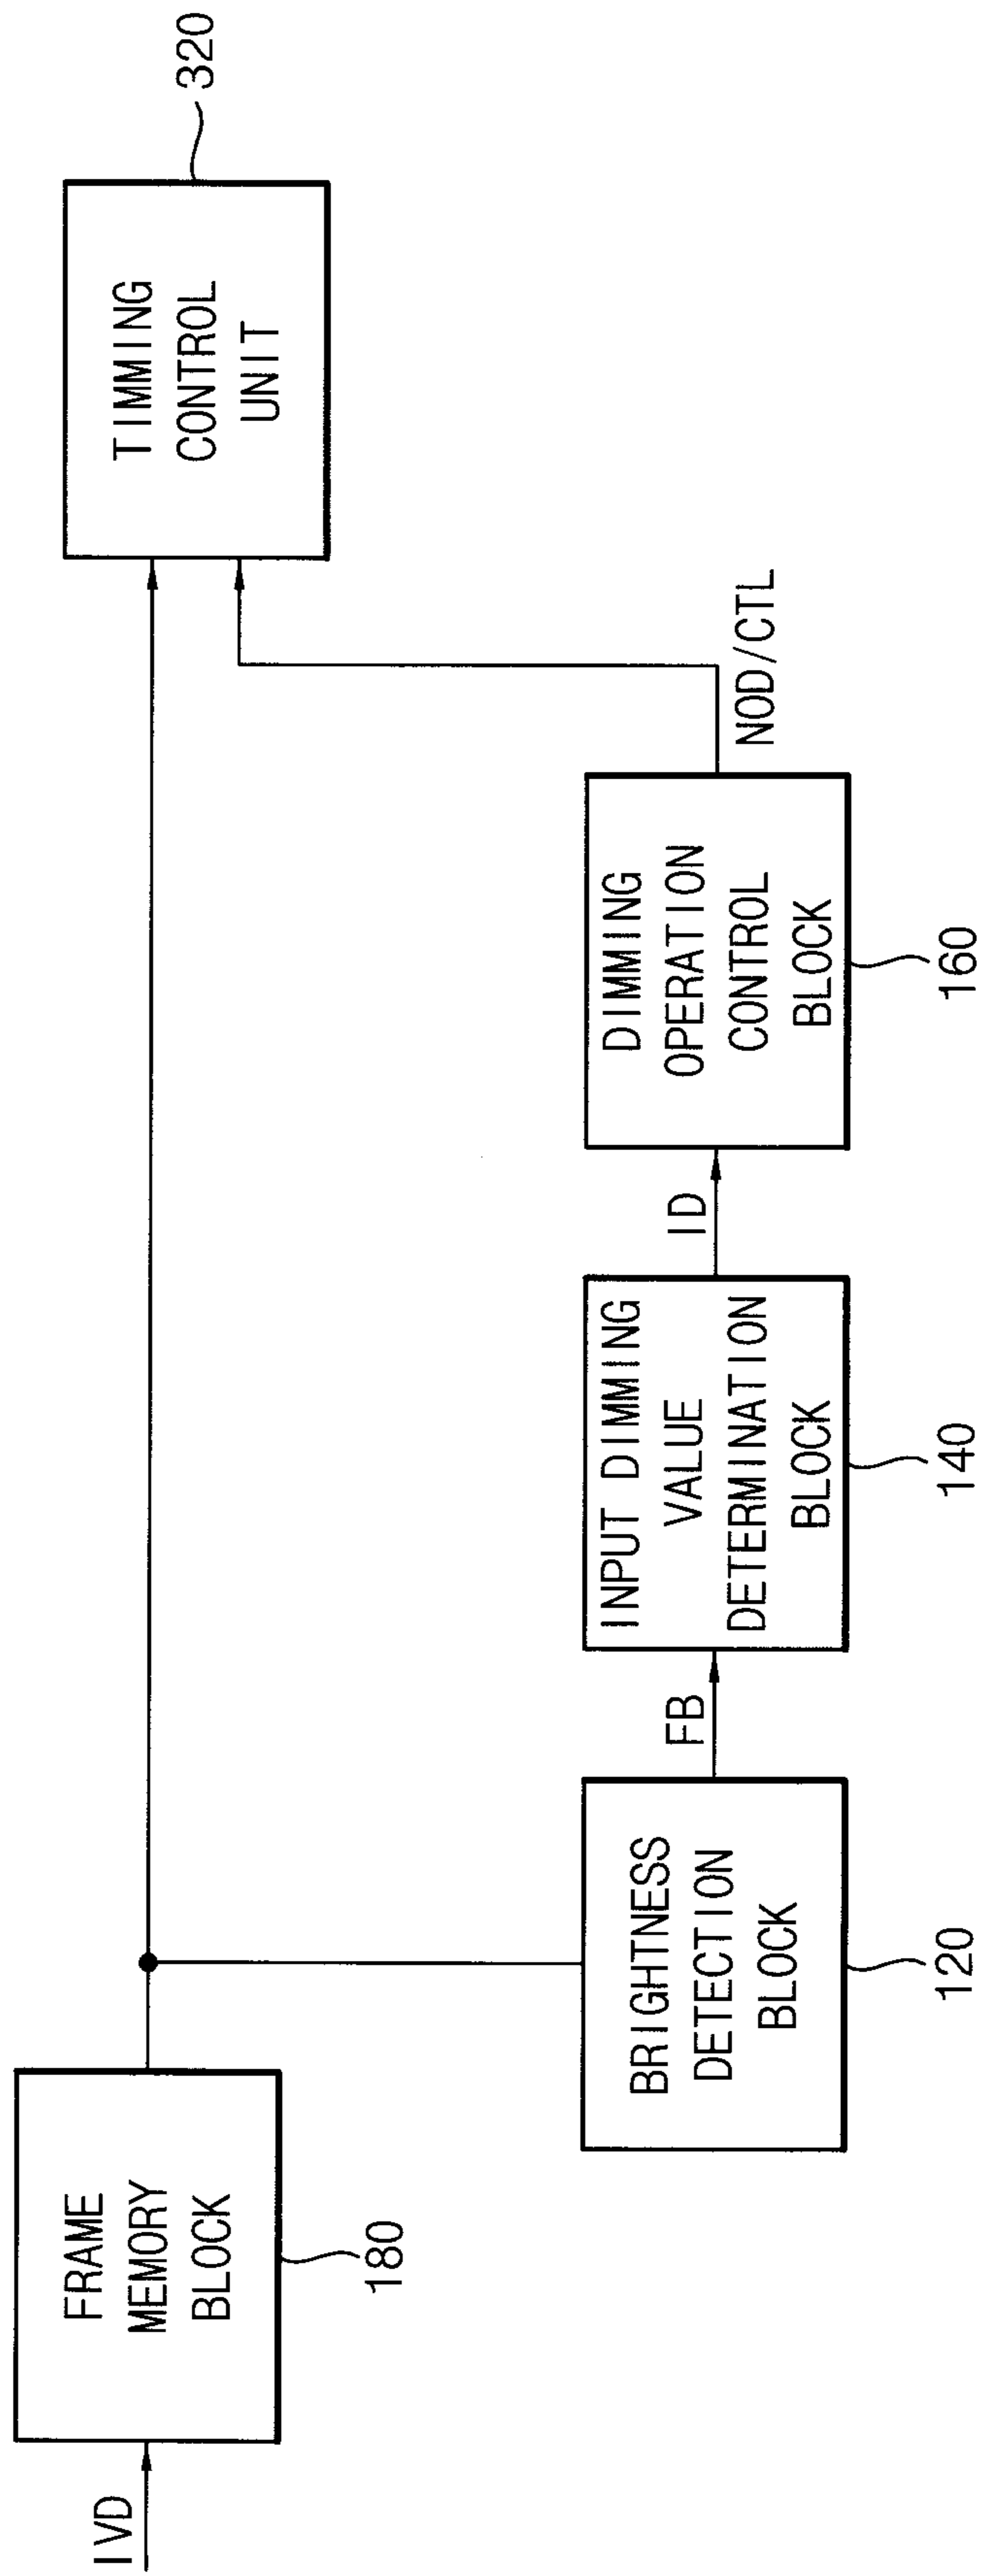 IVD
FRAME
MEMORY
BLOCK
180
TIMMING
CONTROL
UNIT
320
BRIGHTNESS
DETECTION
BLOCK
120
FB
INPUT DIMMING
VALUE
DETERMINATION
BLOCK
140
ID
DIMMING
OPERATION
CONTROL
BLOCK
160
NOD/CTL